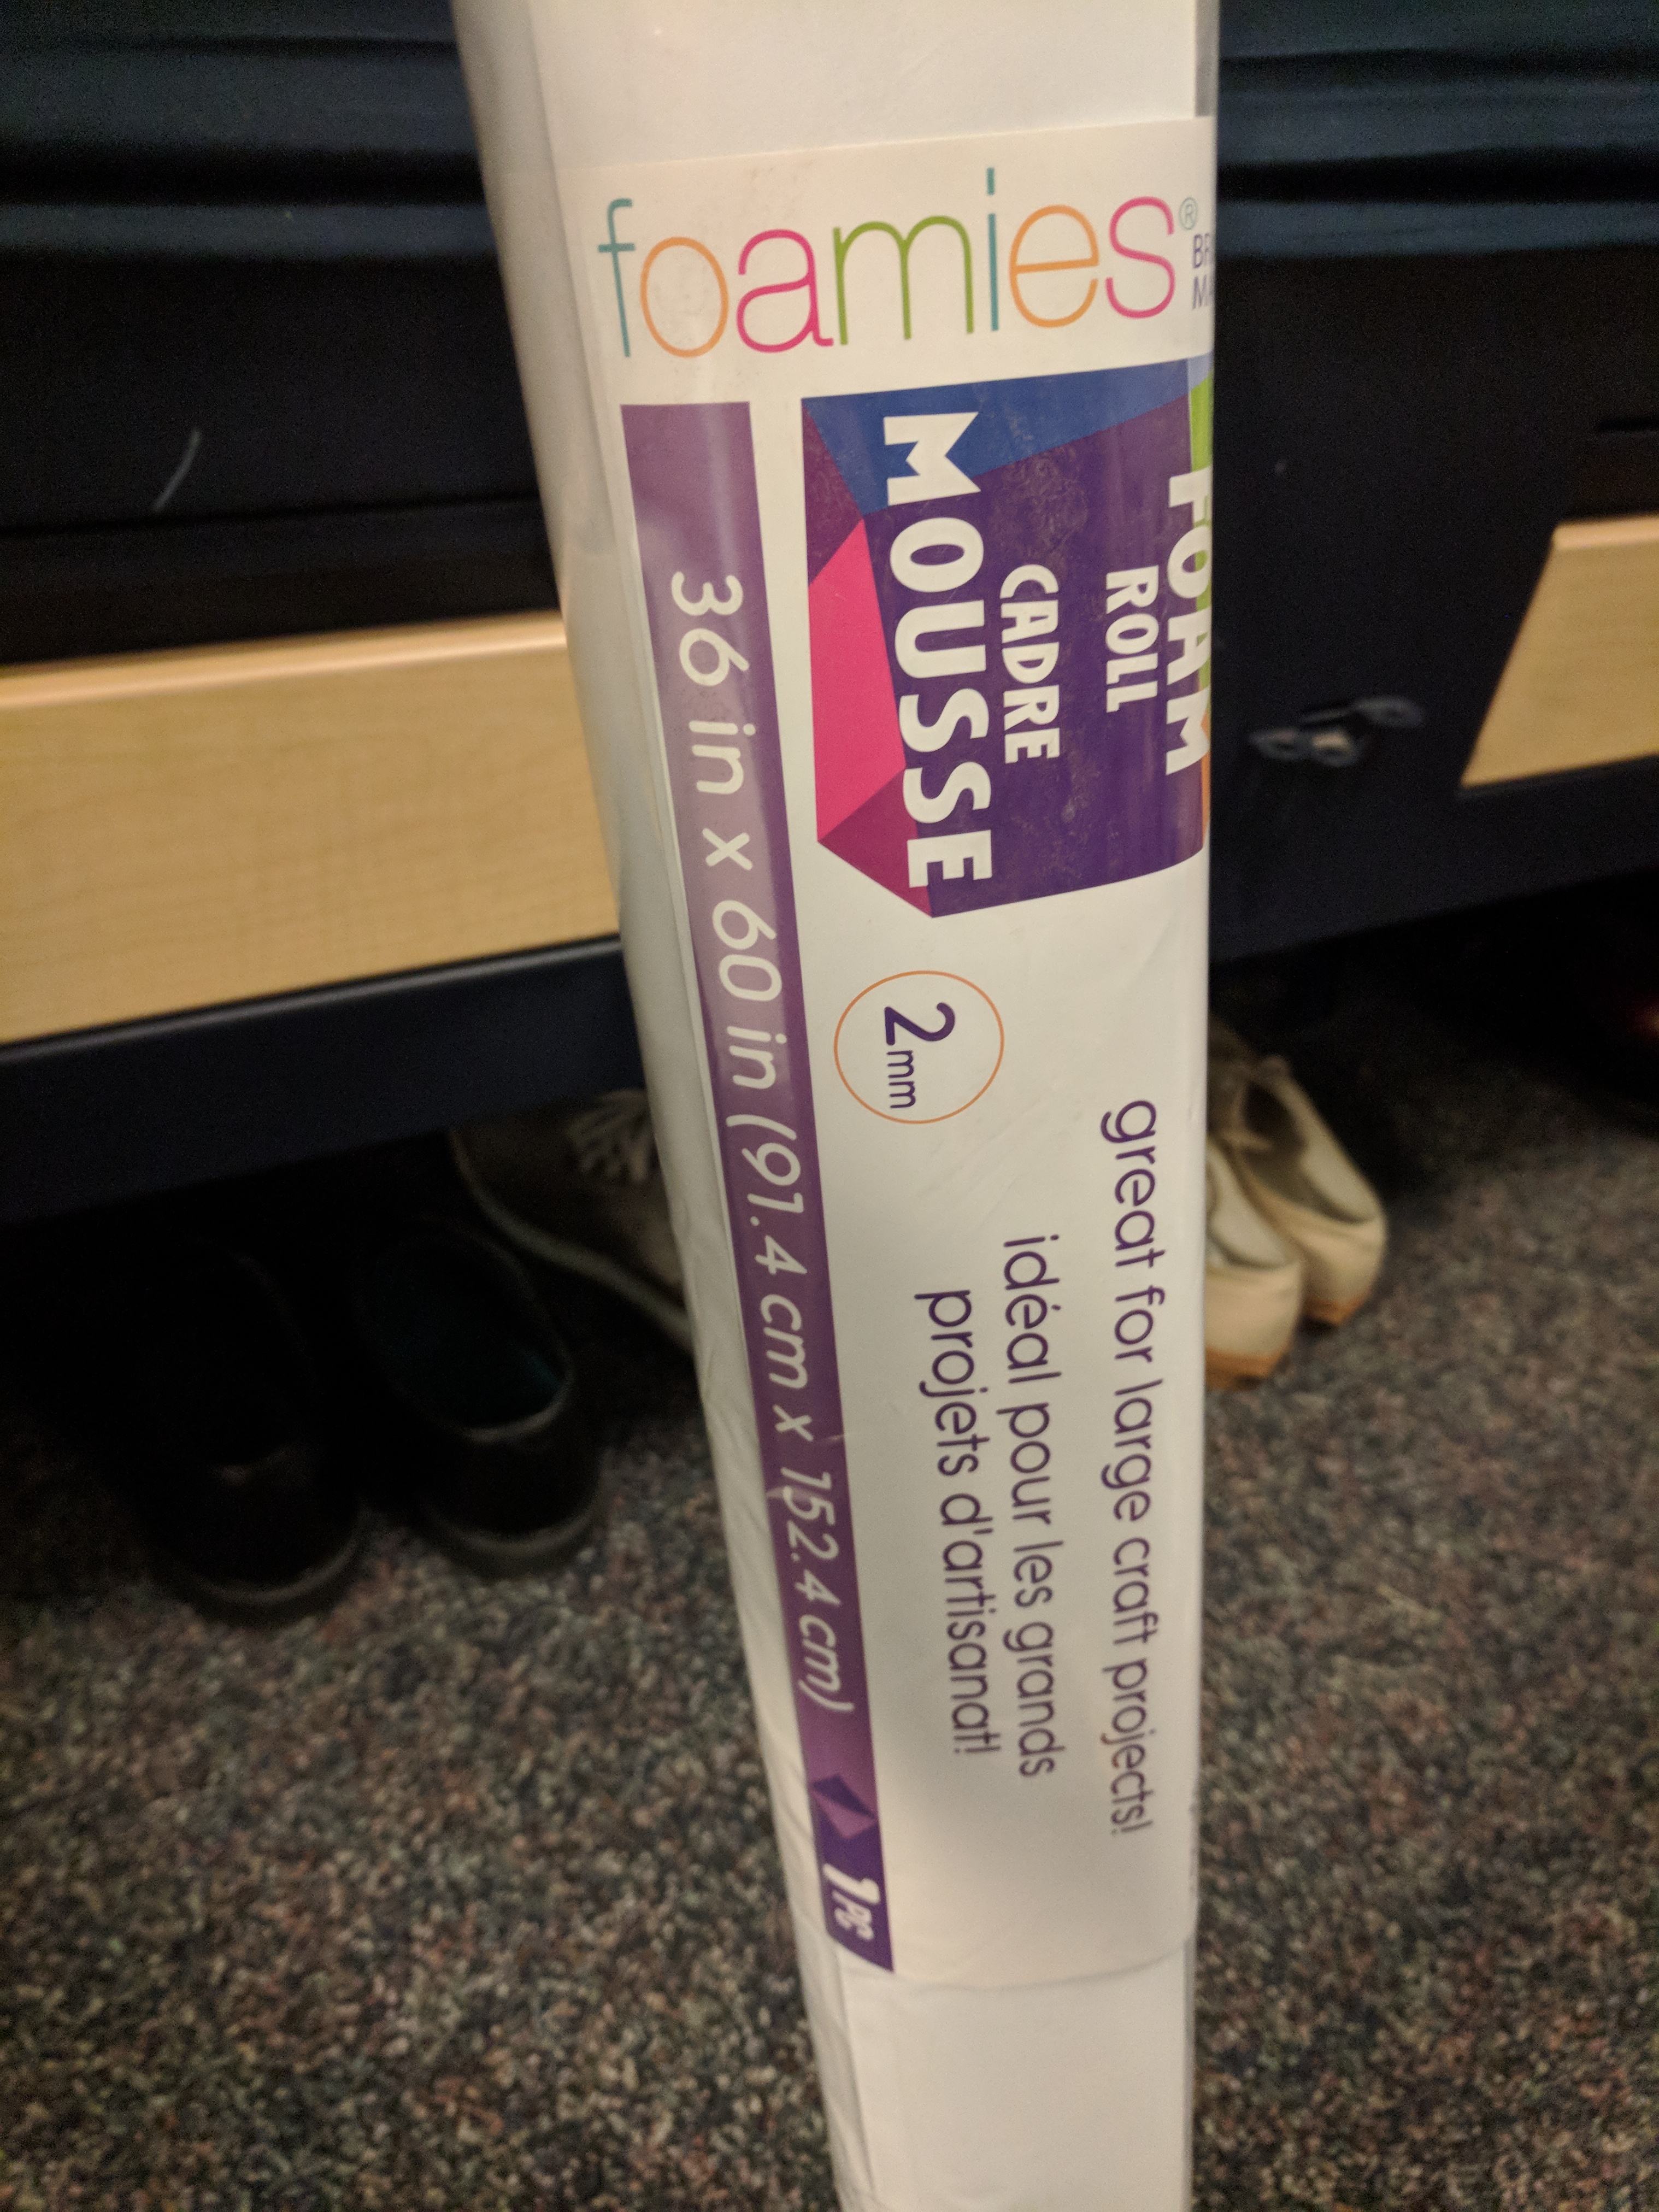 foamies®
FOAM
ROLL
CADRE
MOUSSE
2mm
great for large craft projects!
idéal pour les grands
projets d'artisanat!
36 in x 60 in (91.4 cm x 152.4 cm)
1PC